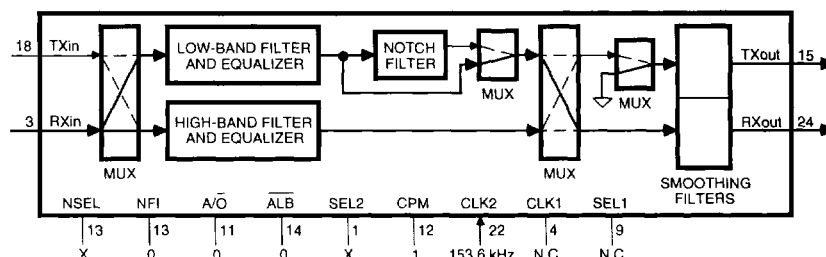 18 TXin
LOW-BAND FILTER
AND EQUALIZER
NOTCH
FILTER
MUX
MUX
TXout 15
3 RXin
HIGH-BAND FILTER
AND EQUALIZER
RXout 24
MUX
MUX
SMOOTHING
FILTERS
NSEL NFI A/O̅ A̅L̅B̅ SEL2 CPM CLK2 CLK1 SEL1
13 13 11 14 1 12 22 4 9
X 0 0 0 X 1 153.6 kHz N.C. N.C.